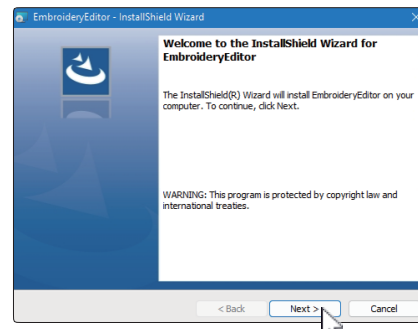 EmbroideryEditor - InstallShield Wizard
Welcome to the InstallShield Wizard for
EmbroideryEditor
The InstallShield(R) Wizard will install EmbroideryEditor on your
computer. To continue, click Next.
WARNING: This program is protected by copyright law and
international treaties.
< Back
Next >
Cancel